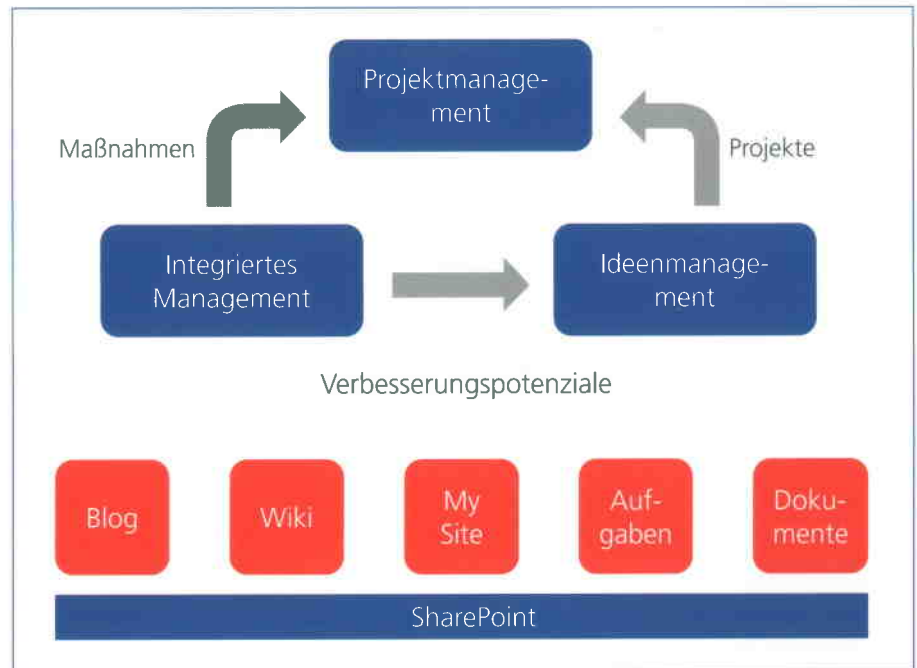 Projektmanage-
ment
Maßnahmen
Projekte
Integriertes
Management
Ideenmanage-
ment
Verbesserungspotenziale
Blog
Wiki
My
Site
Auf-
gaben
Doku-
mente
SharePoint